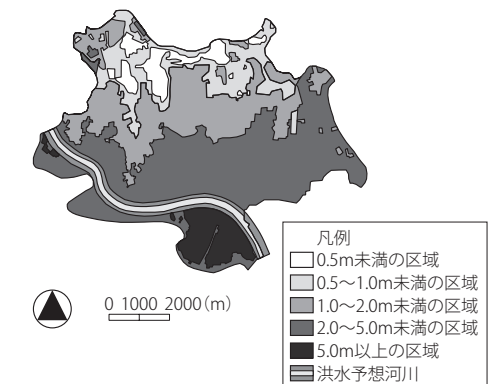 0 1000 2000(m)
凡例
0.5m未満の区域
0.5〜1.0m未満の区域
1.0〜2.0m未満の区域
2.0〜5.0m未満の区域
5.0m以上の区域
洪水予想河川